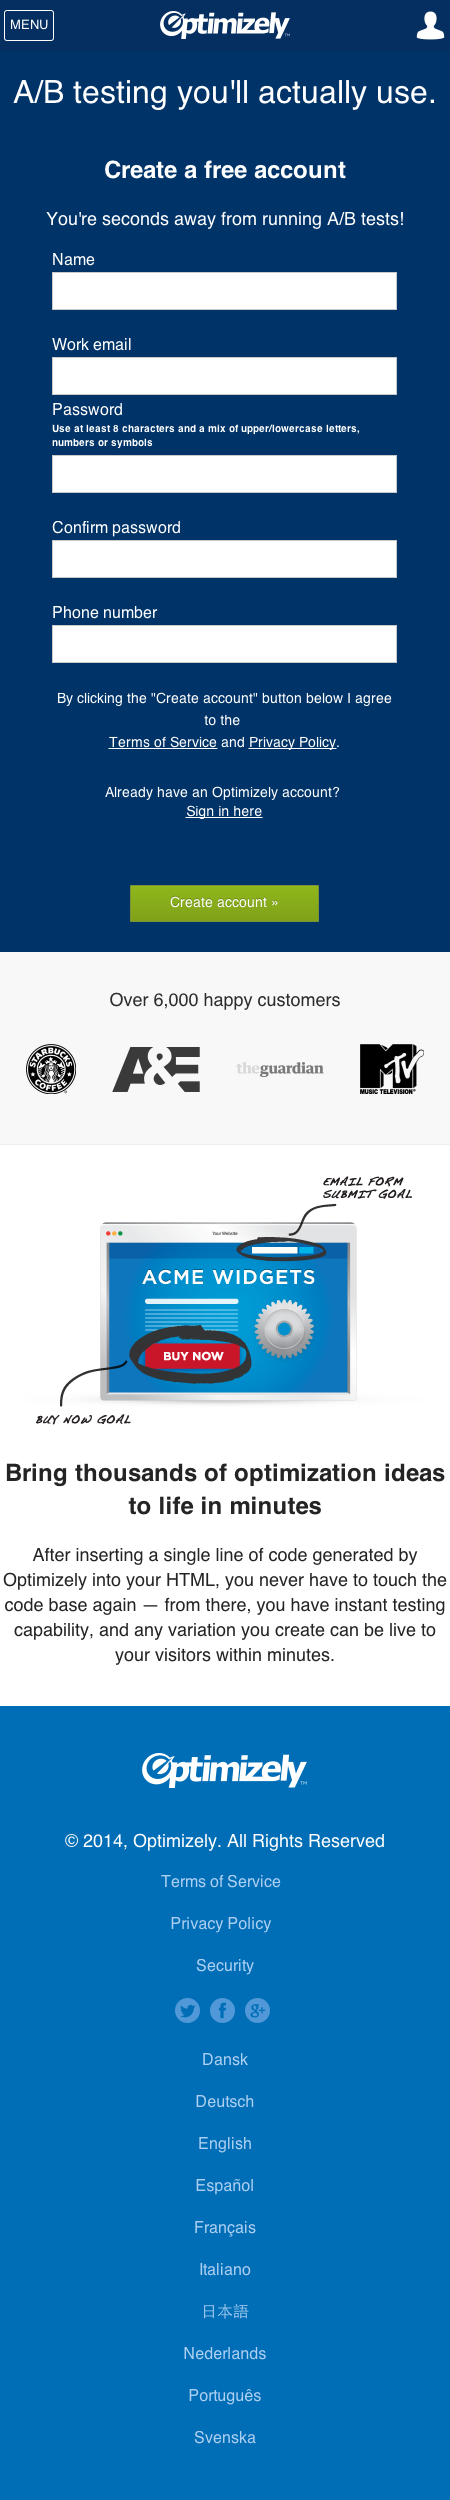 MENU
Optimizely™
A/B testing you'll actually use.
Create a free account
You're seconds away from running A/B tests!
Name
Work email
Password
Use at least 8 characters and a mix of upper/lowercase letters,
numbers or symbols
Confirm password
Phone number
By clicking the "Create account" button below I agree
to the
Terms of Service and Privacy Policy.
Already have an Optimizely account?
Sign in here
Create account »
Over 6,000 happy customers
STARBUCKS COFFEE
A&E
theguardian
MTV
MUSIC TELEVISION®
EMAIL FORM
SUBMIT GOAL
Your Website
ACME WIDGETS
BUY NOW
BUY NOW GOAL
Bring thousands of optimization ideas
to life in minutes
After inserting a single line of code generated by
Optimizely into your HTML, you never have to touch the
code base again — from there, you have instant testing
capability, and any variation you create can be live to
your visitors within minutes.
Optimizely™
© 2014, Optimizely. All Rights Reserved
Terms of Service
Privacy Policy
Security
f g+
Dansk
Deutsch
English
Español
Français
Italiano
日本語
Nederlands
Português
Svenska